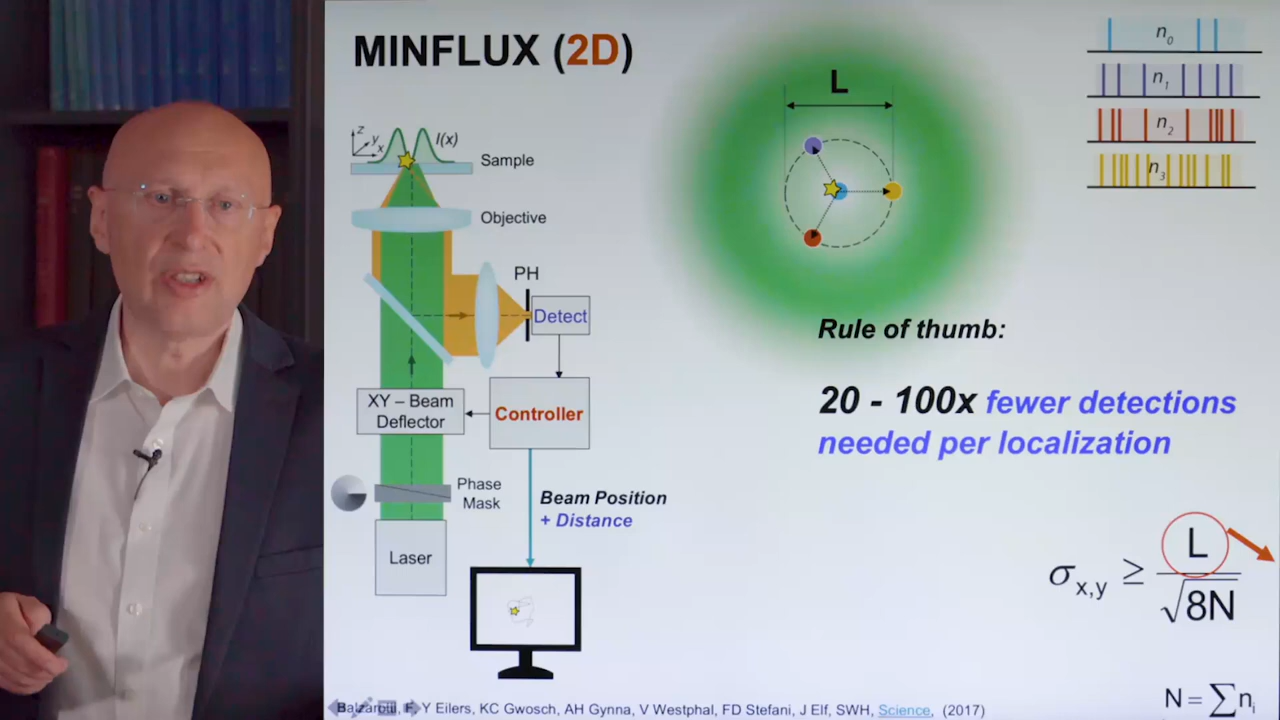 MINFLUX (2D)
z
y
x
I(x)
Sample
Objective
PH
Detect
XY – Beam
Deflector
Controller
Phase
Mask
Beam Position
+ Distance
Laser
L
n0
n1
n2
n3
Rule of thumb:
20 - 100x fewer detections
needed per localization
σx,y ≥ L / √8N
N = ∑ni
Balzarotti, F, Y Eilers, KC Gwosch, AH Gynna, V Westphal, FD Stefani, J Elf, SWH, Science, (2017)